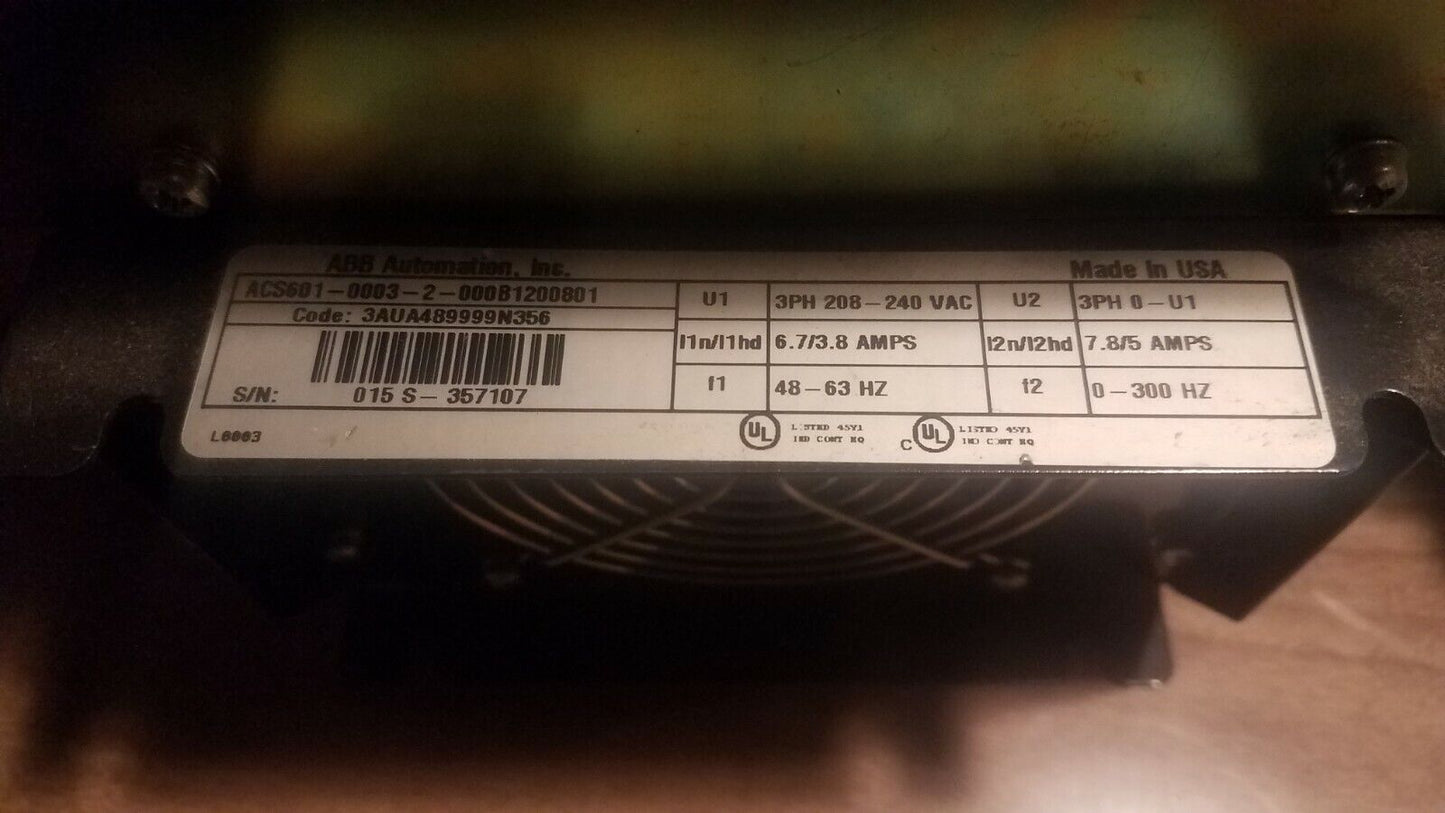 ABB Automation, Inc. Made in USA
ACS601-0003-2-000B1200801
Code: 3AUA489999N356
S/N: 015 S- 357107
U1 3PH 208-240 VAC U2 3PH 0-U1
I1n/I1hd 6.7/3.8 AMPS I2n/I2hd 7.8/5 AMPS
f1 48-63 HZ f2 0-300 HZ
L0003
UL LISTED 45Y1
IND CONT EQ
C UL LISTED 45Y1
IND CONT EQ